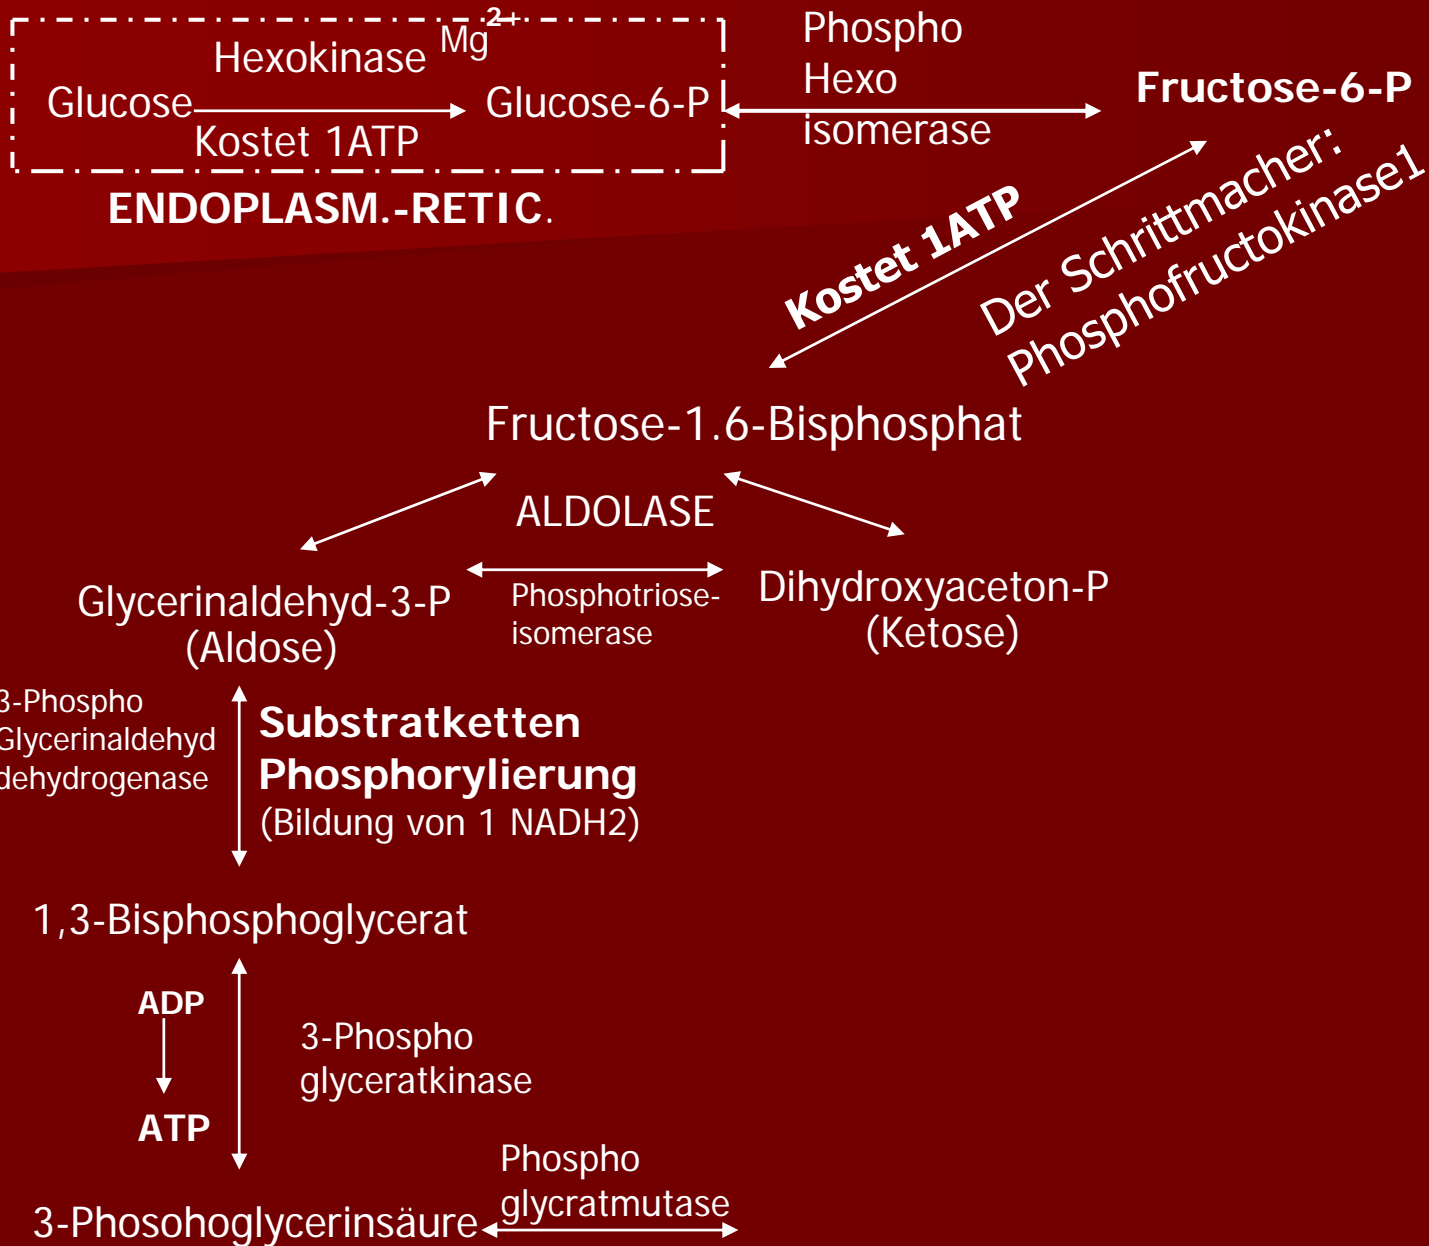 Hexokinase Mg2+
Glucose
Glucose-6-P
Kostet 1ATP
ENDOPLASM.-RETIC.
Phospho
Hexo
isomerase
Fructose-6-P
Kostet 1ATP
Der Schrittmacher:
Phosphofructokinase1
Fructose-1.6-Bisphosphat
ALDOLASE
Glycerinaldehyd-3-P
(Aldose)
Phosphotriose-
isomerase
Dihydroxyaceton-P
(Ketose)
3-Phospho
Glycerinaldehyd
dehydrogenase
Substratketten
Phosphorylierung
(Bildung von 1 NADH2)
1,3-Bisphosphoglycerat
ADP
ATP
3-Phospho
glyceratkinase
Phospho
glycratmutase
3-Phosohoglycerinsäure